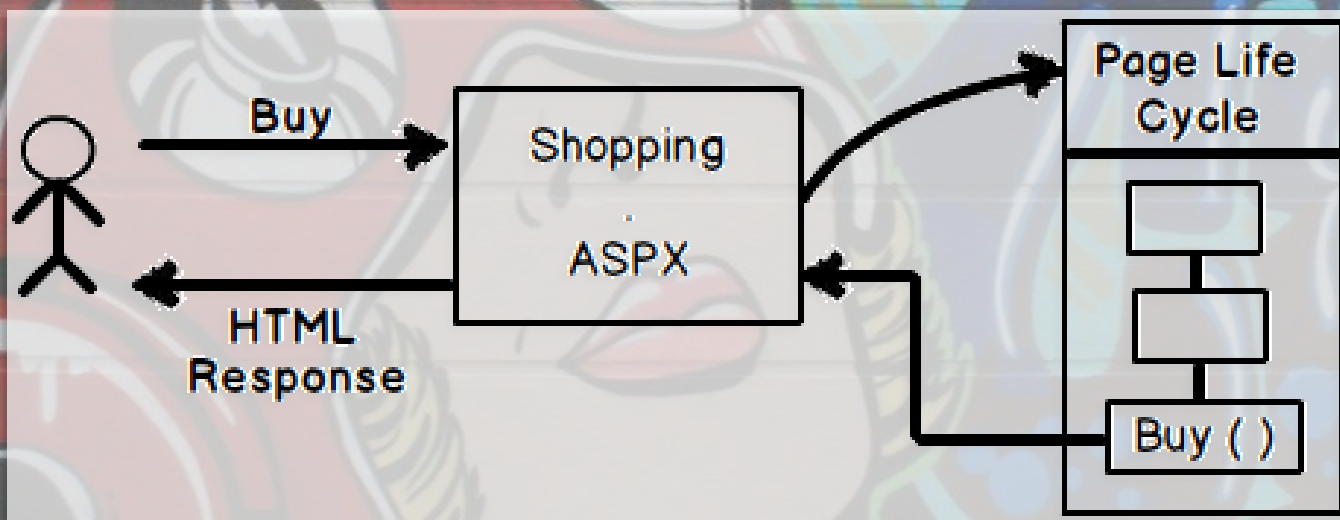 Buy
Shopping
.
ASPX
HTML
Response
Page Life
Cycle
Buy ( )